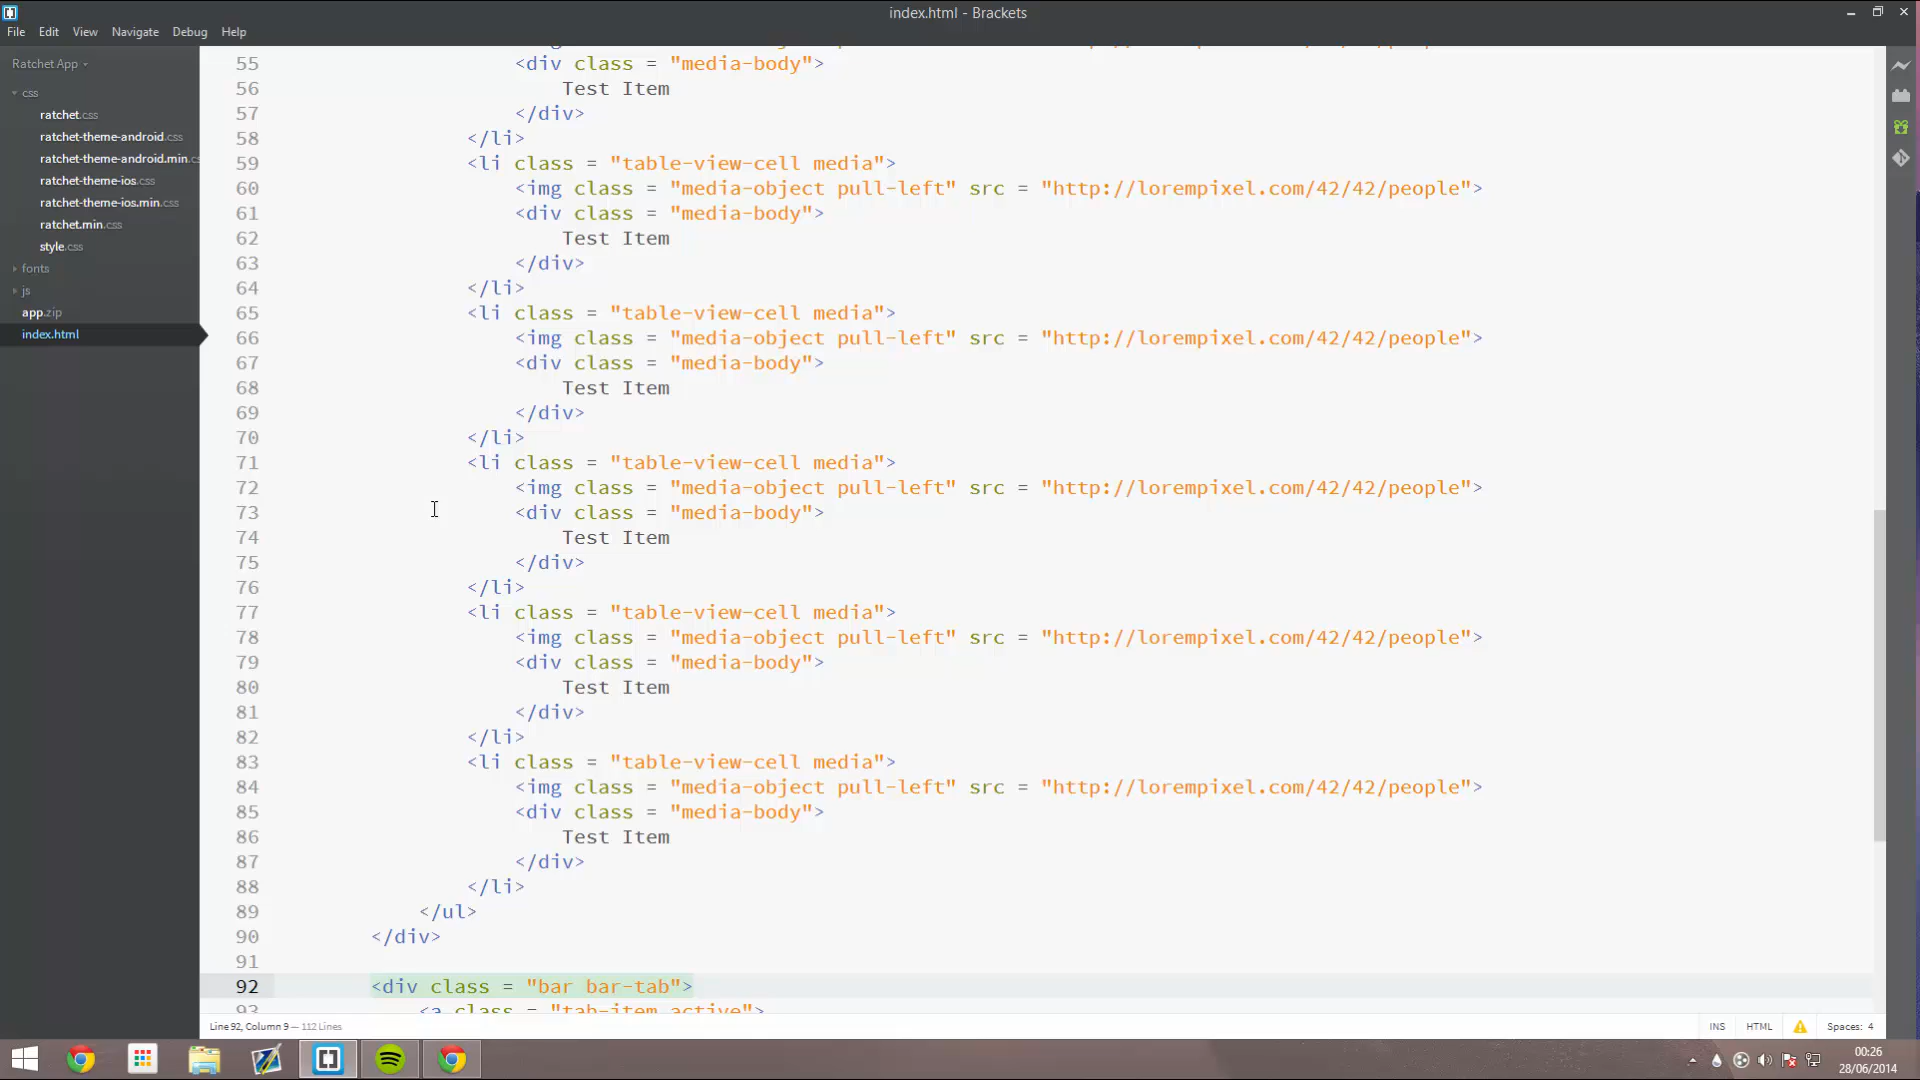 index.html - Brackets
File Edit View Navigate Debug Help
Ratchet App
css
ratchet.css
ratchet-theme-android.css
ratchet-theme-android.min.cs
ratchet-theme-ios.css
ratchet-theme-ios.min.css
ratchet.min.css
style.css
fonts
js
app.zip
index.html
55 <div class = "media-body">
56 Test Item
57 </div>
58 </li>
59 <li class = "table-view-cell media">
60 <img class = "media-object pull-left" src = "http://lorempixel.com/42/42/people">
61 <div class = "media-body">
62 Test Item
63 </div>
64 </li>
65 <li class = "table-view-cell media">
66 <img class = "media-object pull-left" src = "http://lorempixel.com/42/42/people">
67 <div class = "media-body">
68 Test Item
69 </div>
70 </li>
71 <li class = "table-view-cell media">
72 <img class = "media-object pull-left" src = "http://lorempixel.com/42/42/people">
73 <div class = "media-body">
74 Test Item
75 </div>
76 </li>
77 <li class = "table-view-cell media">
78 <img class = "media-object pull-left" src = "http://lorempixel.com/42/42/people">
79 <div class = "media-body">
80 Test Item
81 </div>
82 </li>
83 <li class = "table-view-cell media">
84 <img class = "media-object pull-left" src = "http://lorempixel.com/42/42/people">
85 <div class = "media-body">
86 Test Item
87 </div>
88 </li>
89 </ul>
90 </div>
91
92 <div class = "bar bar-tab">
93 <a class = "tab-item active">
Line 92, Column 9 — 112 Lines
INS HTML Spaces: 4
00:26
28/06/2014